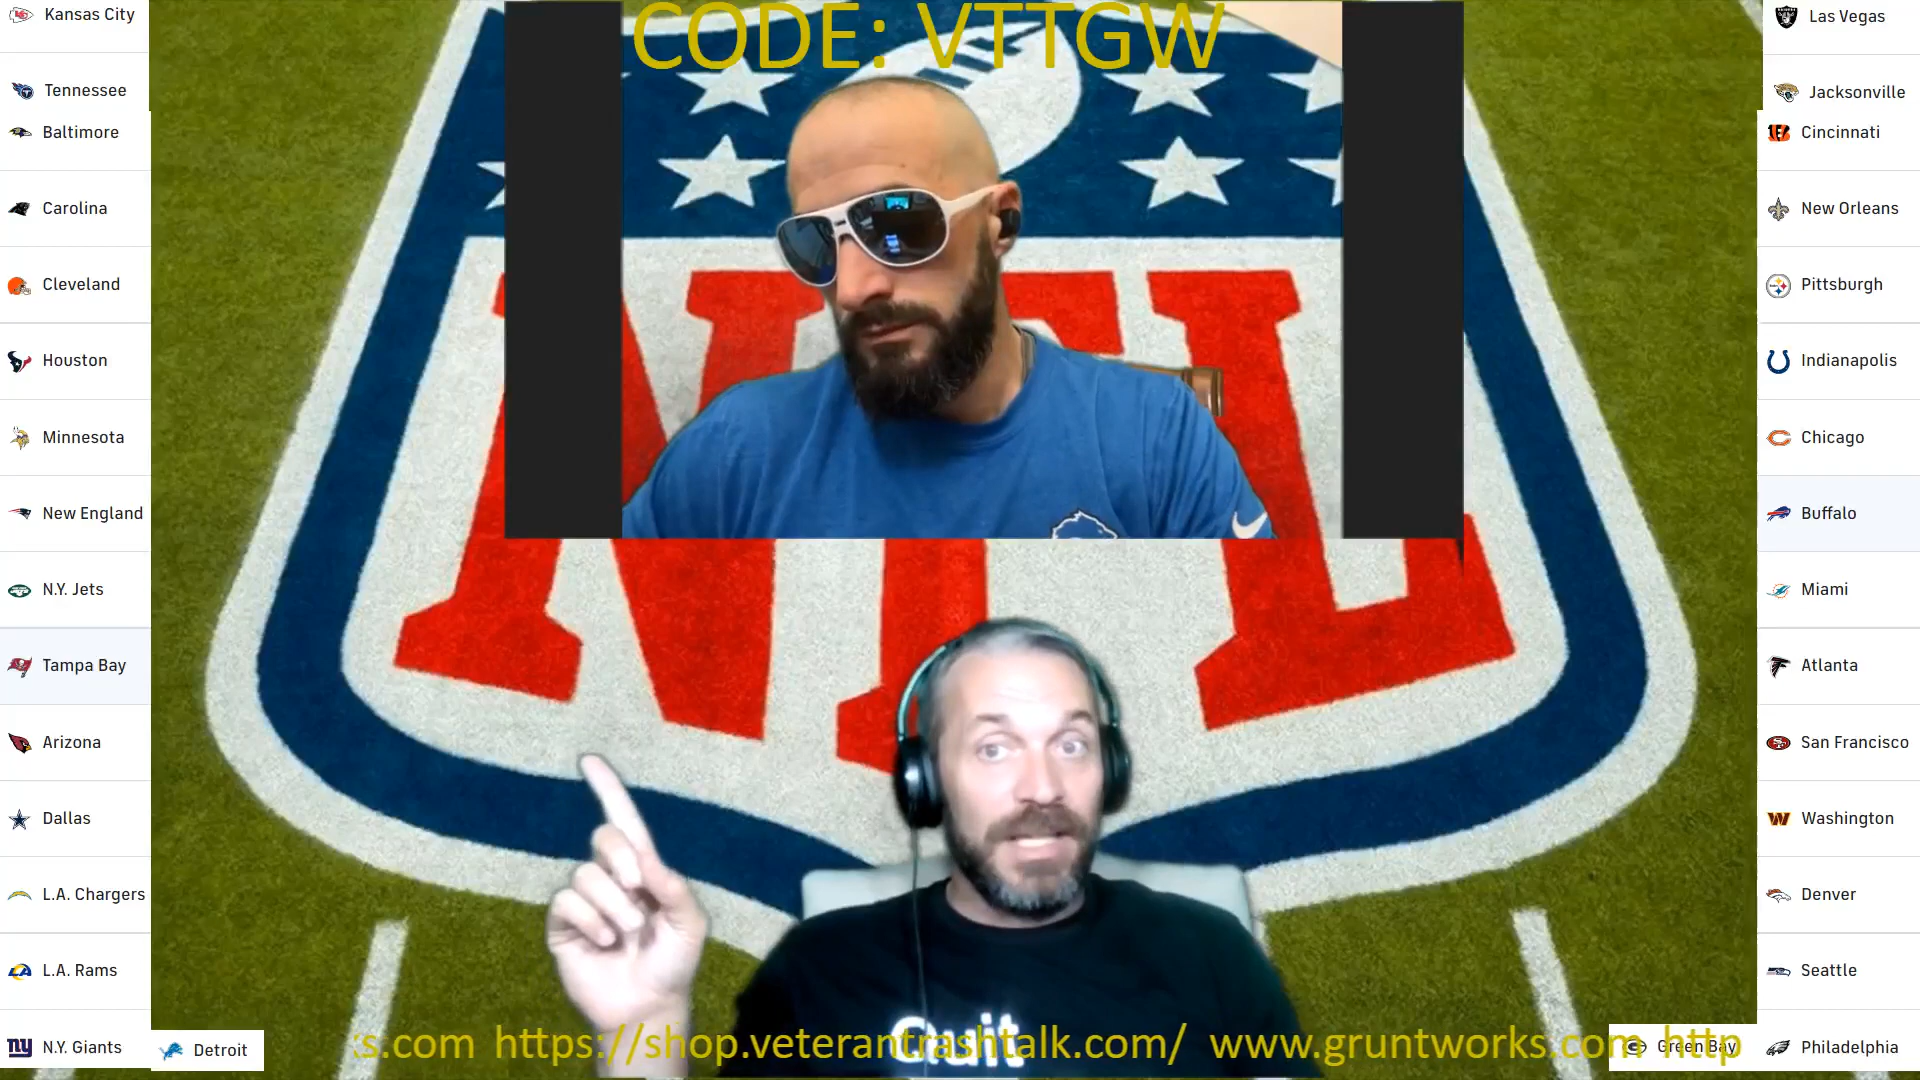 CODE: VTTGW
Kansas City
Tennessee
Baltimore
Carolina
Cleveland
Houston
Minnesota
New England
N.Y. Jets
Tampa Bay
Arizona
Dallas
L.A. Chargers
L.A. Rams
N.Y. Giants
Detroit
Las Vegas
Jacksonville
Cincinnati
New Orleans
Pittsburgh
Indianapolis
Chicago
Buffalo
Miami
Atlanta
San Francisco
Washington
Denver
Seattle
Philadelphia
Green Bay
NFL
Quit
s.com https://shop.veterantrashtalk.com/ www.gruntworks.com http